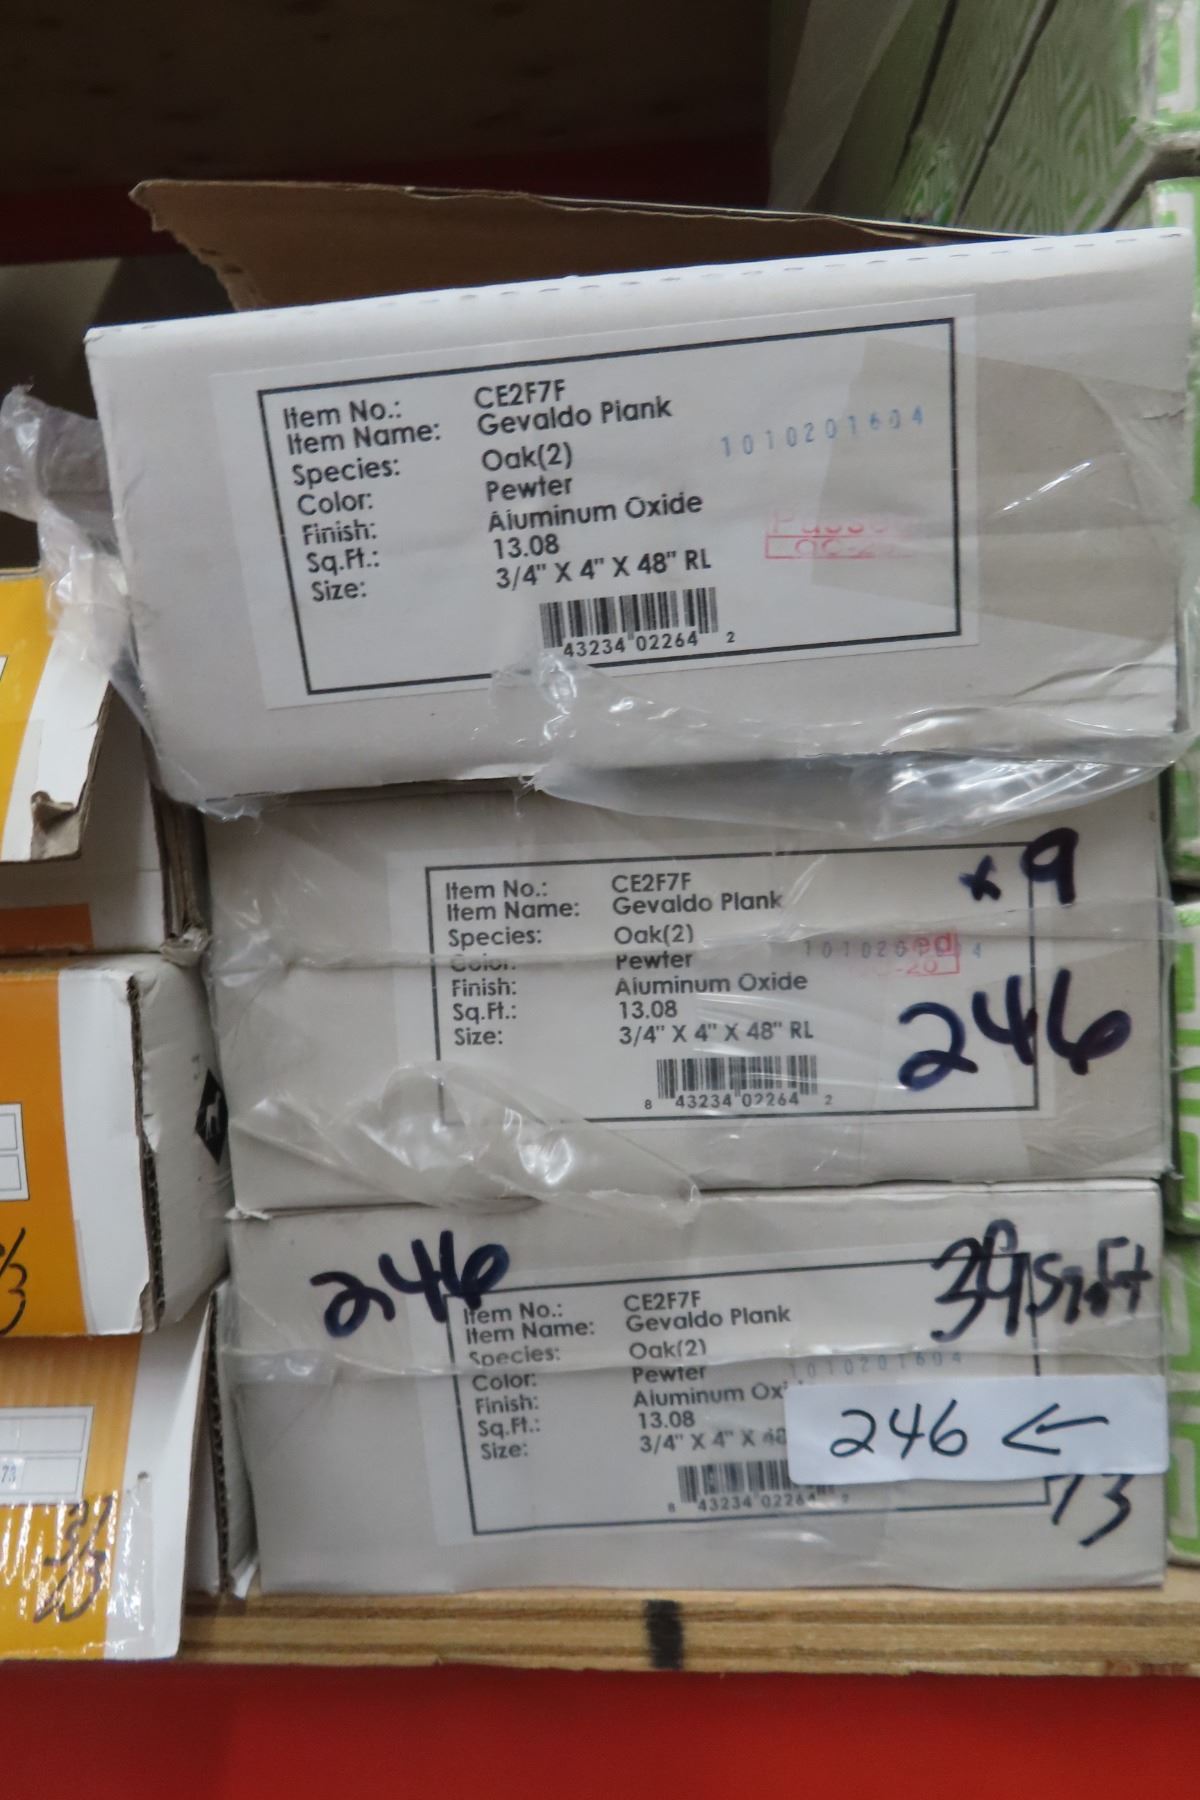 Item No.: CE2F7F
Item Name: Gevaldo Plank
Species: Oak(2)
Color: Pewter
Finish: Aluminum Oxide
Sq.Ft.: 13.08
Size: 3/4" X 4" X 48" RL
1010201604
43234 02264 2
x9
Item No.: CE2F7F
Item Name: Gevaldo Plank
Species: Oak(2)
Color: Pewter
Finish: Aluminum Oxide
Sq.Ft.: 13.08
Size: 3/4" X 4" X 48" RL
246
8 43234 02264 2
246
39 Sq.Ft
Item No.: CE2F7F
Item Name: Gevaldo Plank
Species: Oak(2)
1010201604
Color: Pewter
Finish: Aluminum Oxi
Sq.Ft.: 13.08
Size: 3/4" X 4" X 48
246 ←
8 43234 02264 2
13